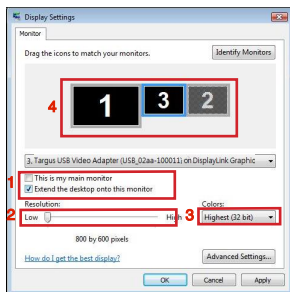 Display Settings
Monitor
Drag the icons to match your monitors.
Identify Monitors
4
1
3
2
3. Targus USB Video Adapter (USB_02aa-100011) on DisplayLink Graphic
1
This is my main monitor
Extend the desktop onto this monitor
Resolution:
Colors:
2
Low
High
3
Highest (32 bit)
800 by 600 pixels
How do I get the best display?
Advanced Settings...
OK
Cancel
Apply